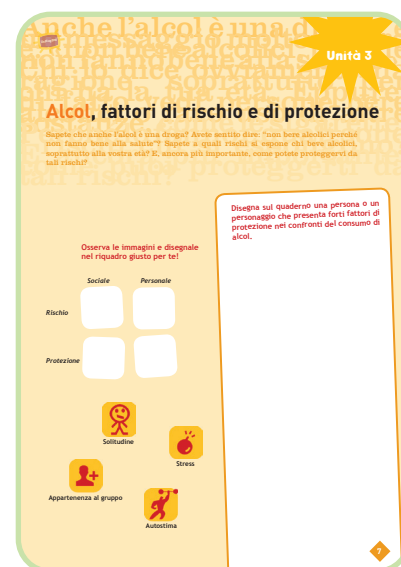 Unità 3
Alcol, fattori di rischio e di protezione
Sapete che anche l'alcol è una droga? Avete sentito dire: "non bere alcolici perché
non fanno bene alla salute"? Sapete a quali rischi si espone chi beve alcolici,
soprattutto alla vostra età? E, ancora più importante, come potete proteggervi da
tali rischi?
Disegna sul quaderno una persona o un
personaggio che presenta forti fattori di
protezione nei confronti del consumo di
alcol.
Osserva le immagini e disegnale
nel riquadro giusto per te!
Sociale Personale
Rischio
Protezione
Solitudine
Stress
Appartenenza al gruppo
Autostima
7